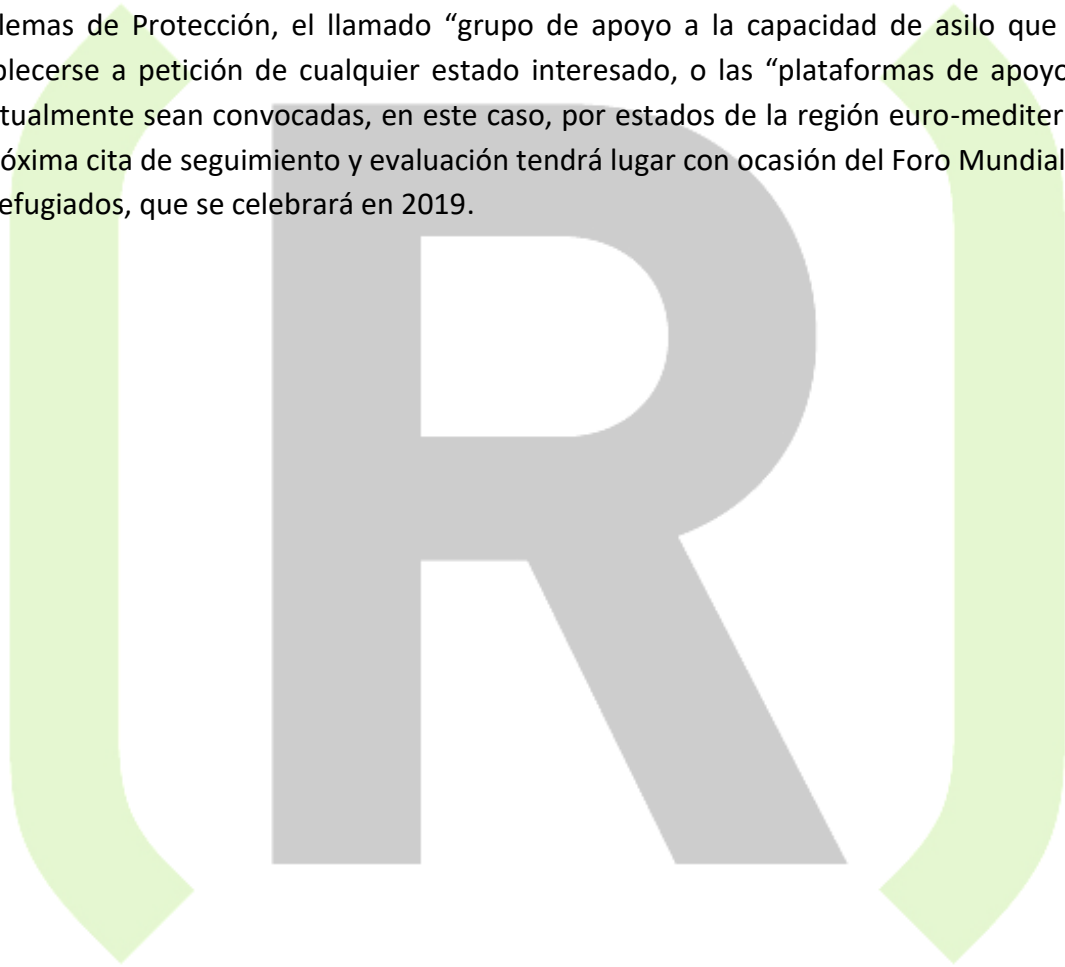 lemas de Protección, el llamado “grupo de apoyo a la capacidad de asilo que
blecerse a petición de cualquier estado interesado, o las “plataformas de apoyo
tualmente sean convocadas, en este caso, por estados de la región euro-mediter
óxima cita de seguimiento y evaluación tendrá lugar con ocasión del Foro Mundial
efugiados, que se celebrará en 2019.
(R)